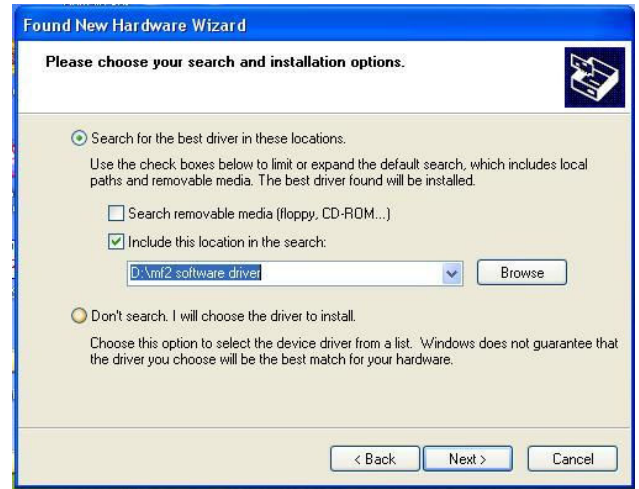 Found New Hardware Wizard
Please choose your search and installation options.
Search for the best driver in these locations.
Use the check boxes below to limit or expand the default search, which includes local
paths and removable media. The best driver found will be installed.
Search removable media (floppy, CD-ROM...)
Include this location in the search:
D:\mf2 software driver
Browse
Don't search. I will choose the driver to install.
Choose this option to select the device driver from a list. Windows does not guarantee that
the driver you choose will be the best match for your hardware.
< Back
Next >
Cancel